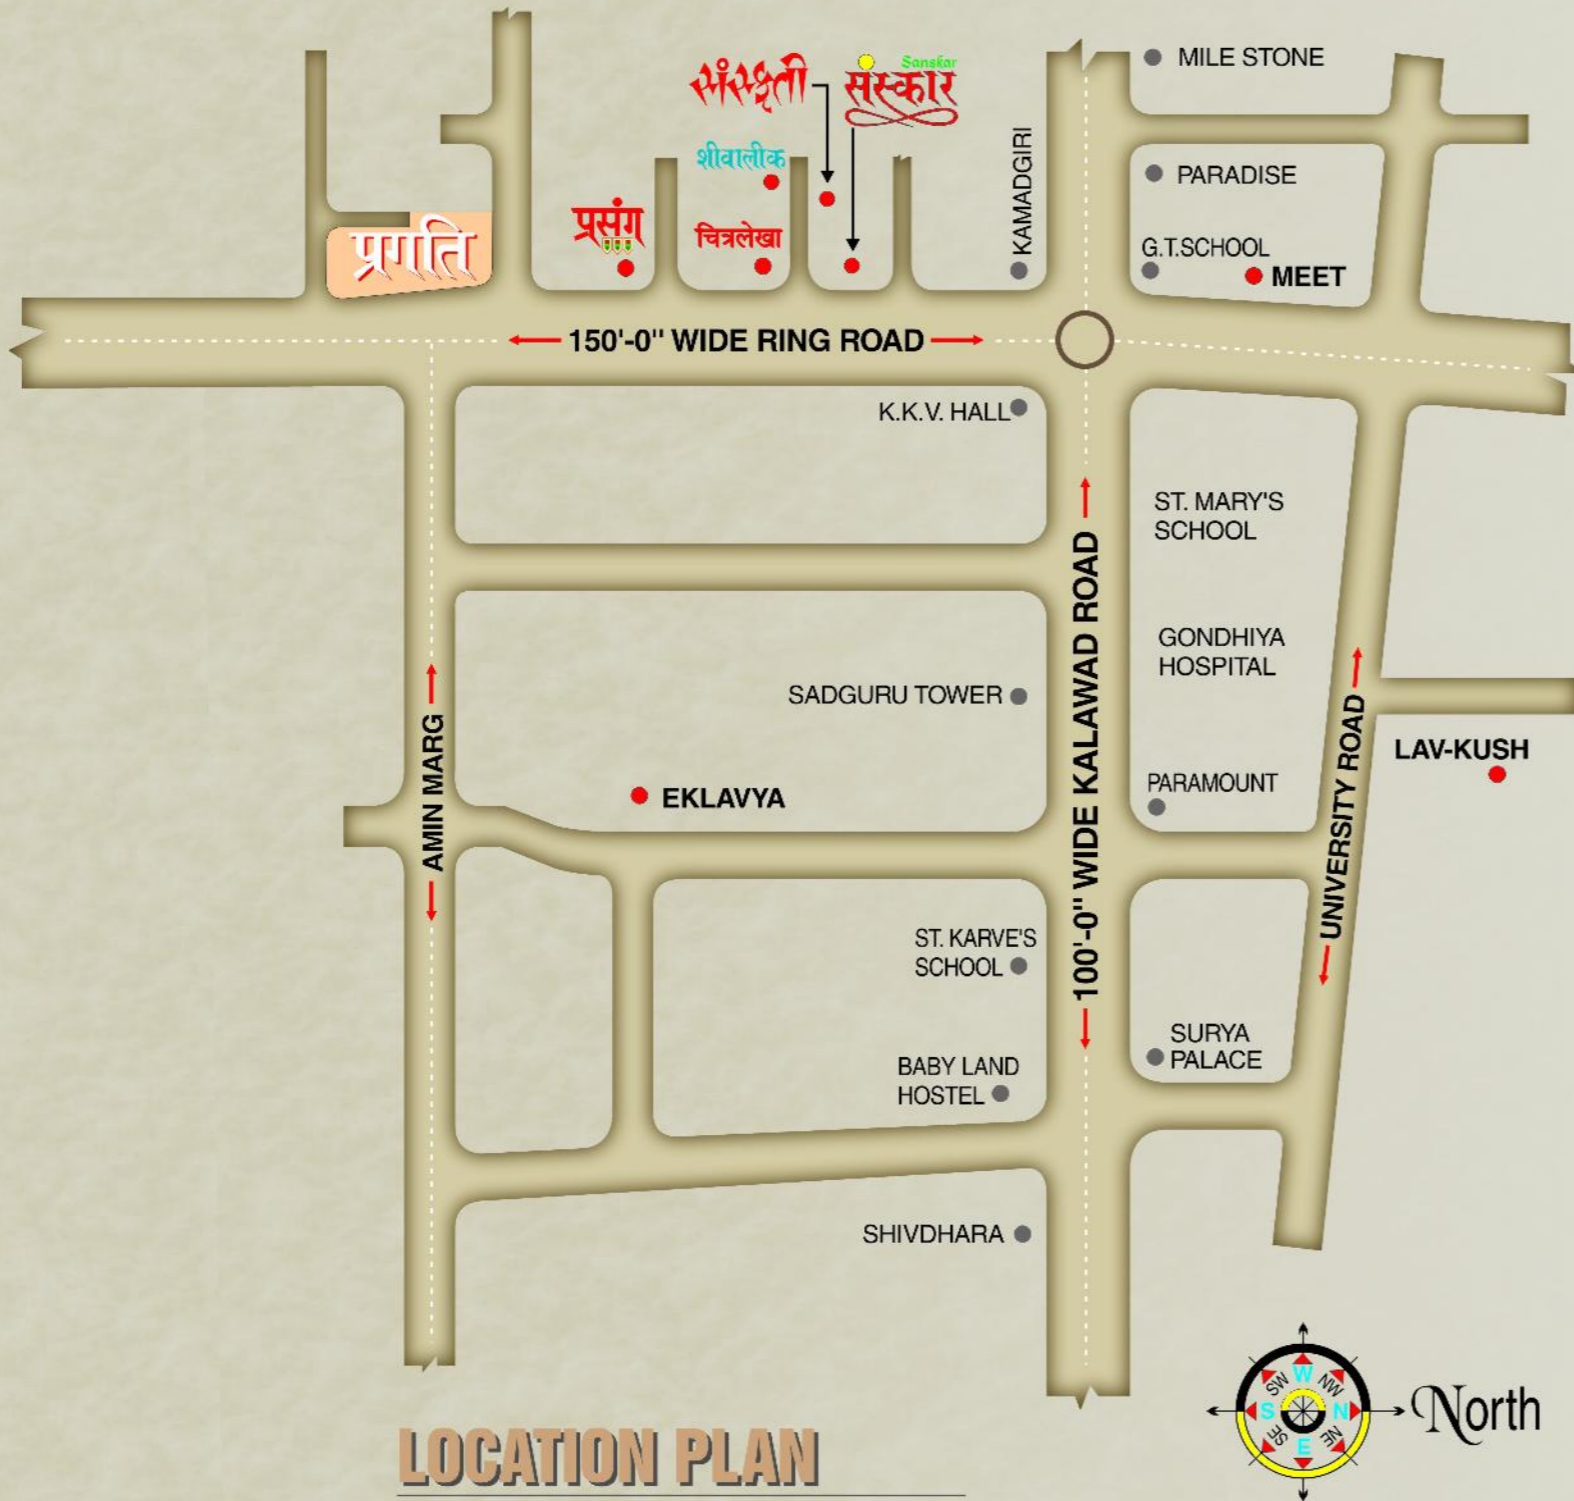 MILE STONE
Sanskar
संस्कृती
संस्कार
KAMADGIRI
शीवालीक
PARADISE
प्रसंग
चित्रलेखा
प्रगति
G.T.SCHOOL
MEET
150'-0" WIDE RING ROAD
K.K.V. HALL
ST. MARY'S
SCHOOL
100'-0" WIDE KALAWAD ROAD
GONDHIYA
HOSPITAL
SADGURU TOWER
AMIN MARG
UNIVERSITY ROAD
LAV-KUSH
EKLAVYA
PARAMOUNT
ST. KARVE'S
SCHOOL
SURYA
PALACE
BABY LAND
HOSTEL
SHIVDHARA
W
SW
NW
S
N
SE
NE
E
North
LOCATION PLAN